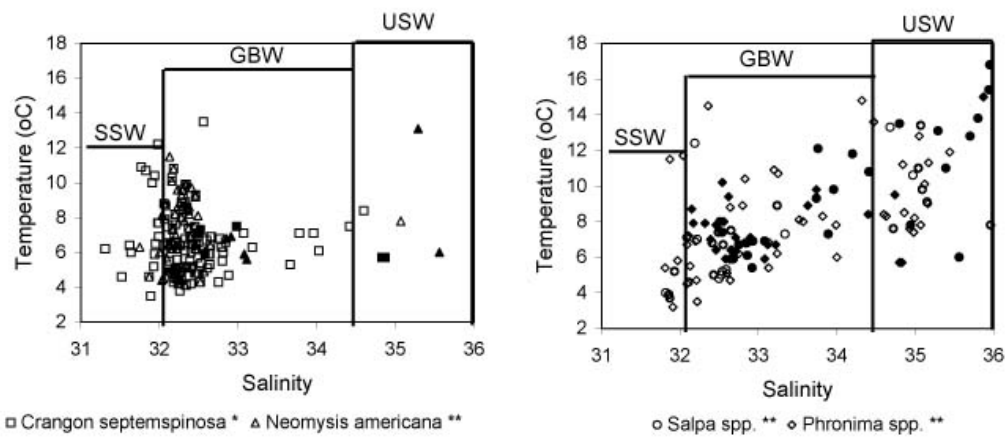 USW
18
16
14
12
10
8
6
4
2
GBW
SSW
Temperature (oC)
31 32 33 34 35 36
Salinity
□ Crangon septemspinosa * △ Neomysis americana **
USW
18
16
14
12
10
8
6
4
2
GBW
SSW
Temperature (oC)
31 32 33 34 35 36
Salinity
○ Salpa spp. ** ◇ Phronima spp. **